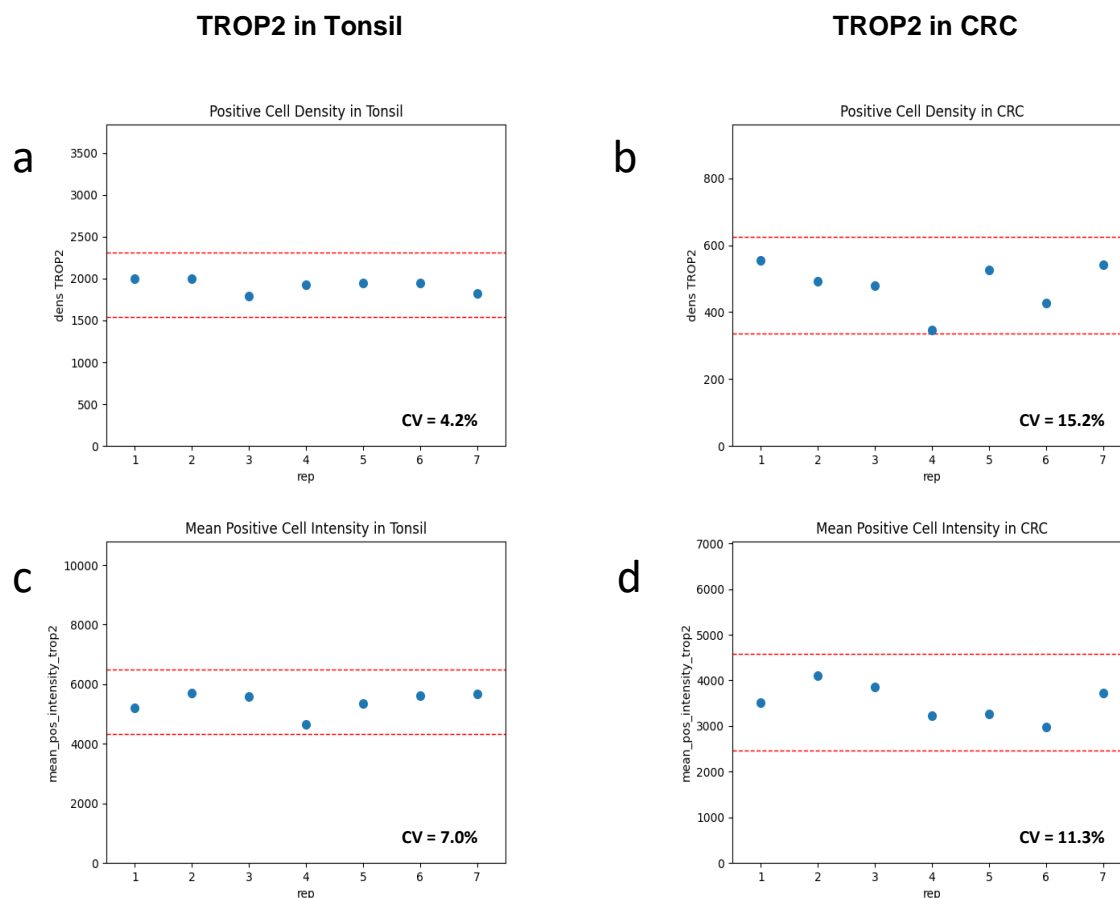 TROP2 in Tonsil
TROP2 in CRC
a
Positive Cell Density in Tonsil
dens TROP2
3500
3000
2500
2000
1500
1000
500
0
CV = 4.2%
1 2 3 4 5 6 7
rep
b
Positive Cell Density in CRC
dens TROP2
800
600
400
200
0
CV = 15.2%
1 2 3 4 5 6 7
rep
c
Mean Positive Cell Intensity in Tonsil
mean_pos_intensity_trop2
10000
8000
6000
4000
2000
0
CV = 7.0%
1 2 3 4 5 6 7
rep
d
Mean Positive Cell Intensity in CRC
mean_pos_intensity_trop2
7000
6000
5000
4000
3000
2000
1000
0
CV = 11.3%
1 2 3 4 5 6 7
rep